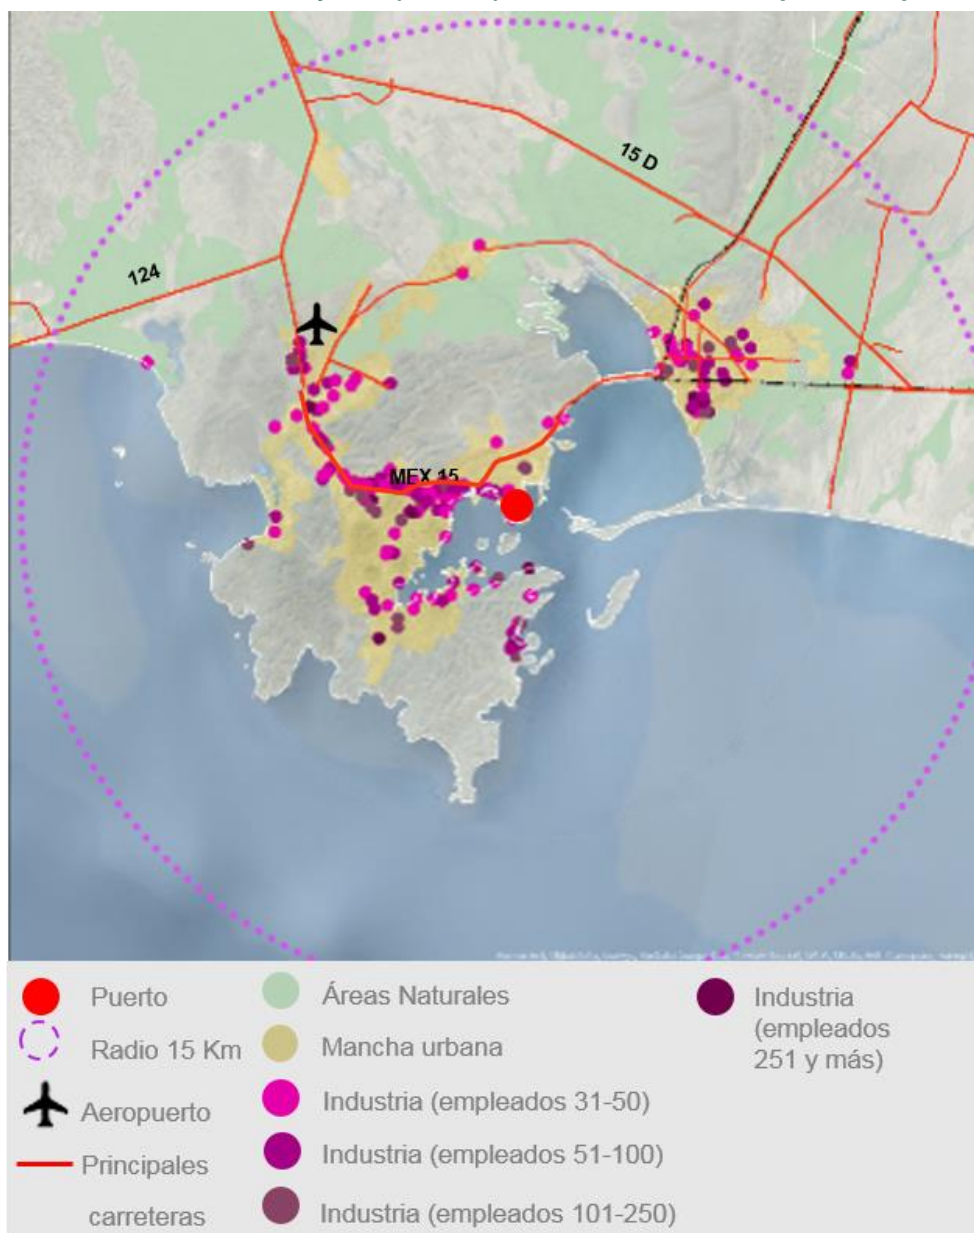 15 D
124
MEX 15
Puerto
Radio 15 Km
Aeropuerto
Principales
carreteras
Áreas Naturales
Mancha urbana
Industria (empleados 31-50)
Industria (empleados 51-100)
Industria (empleados 101-250)
Industria
(empleados
251 y más)